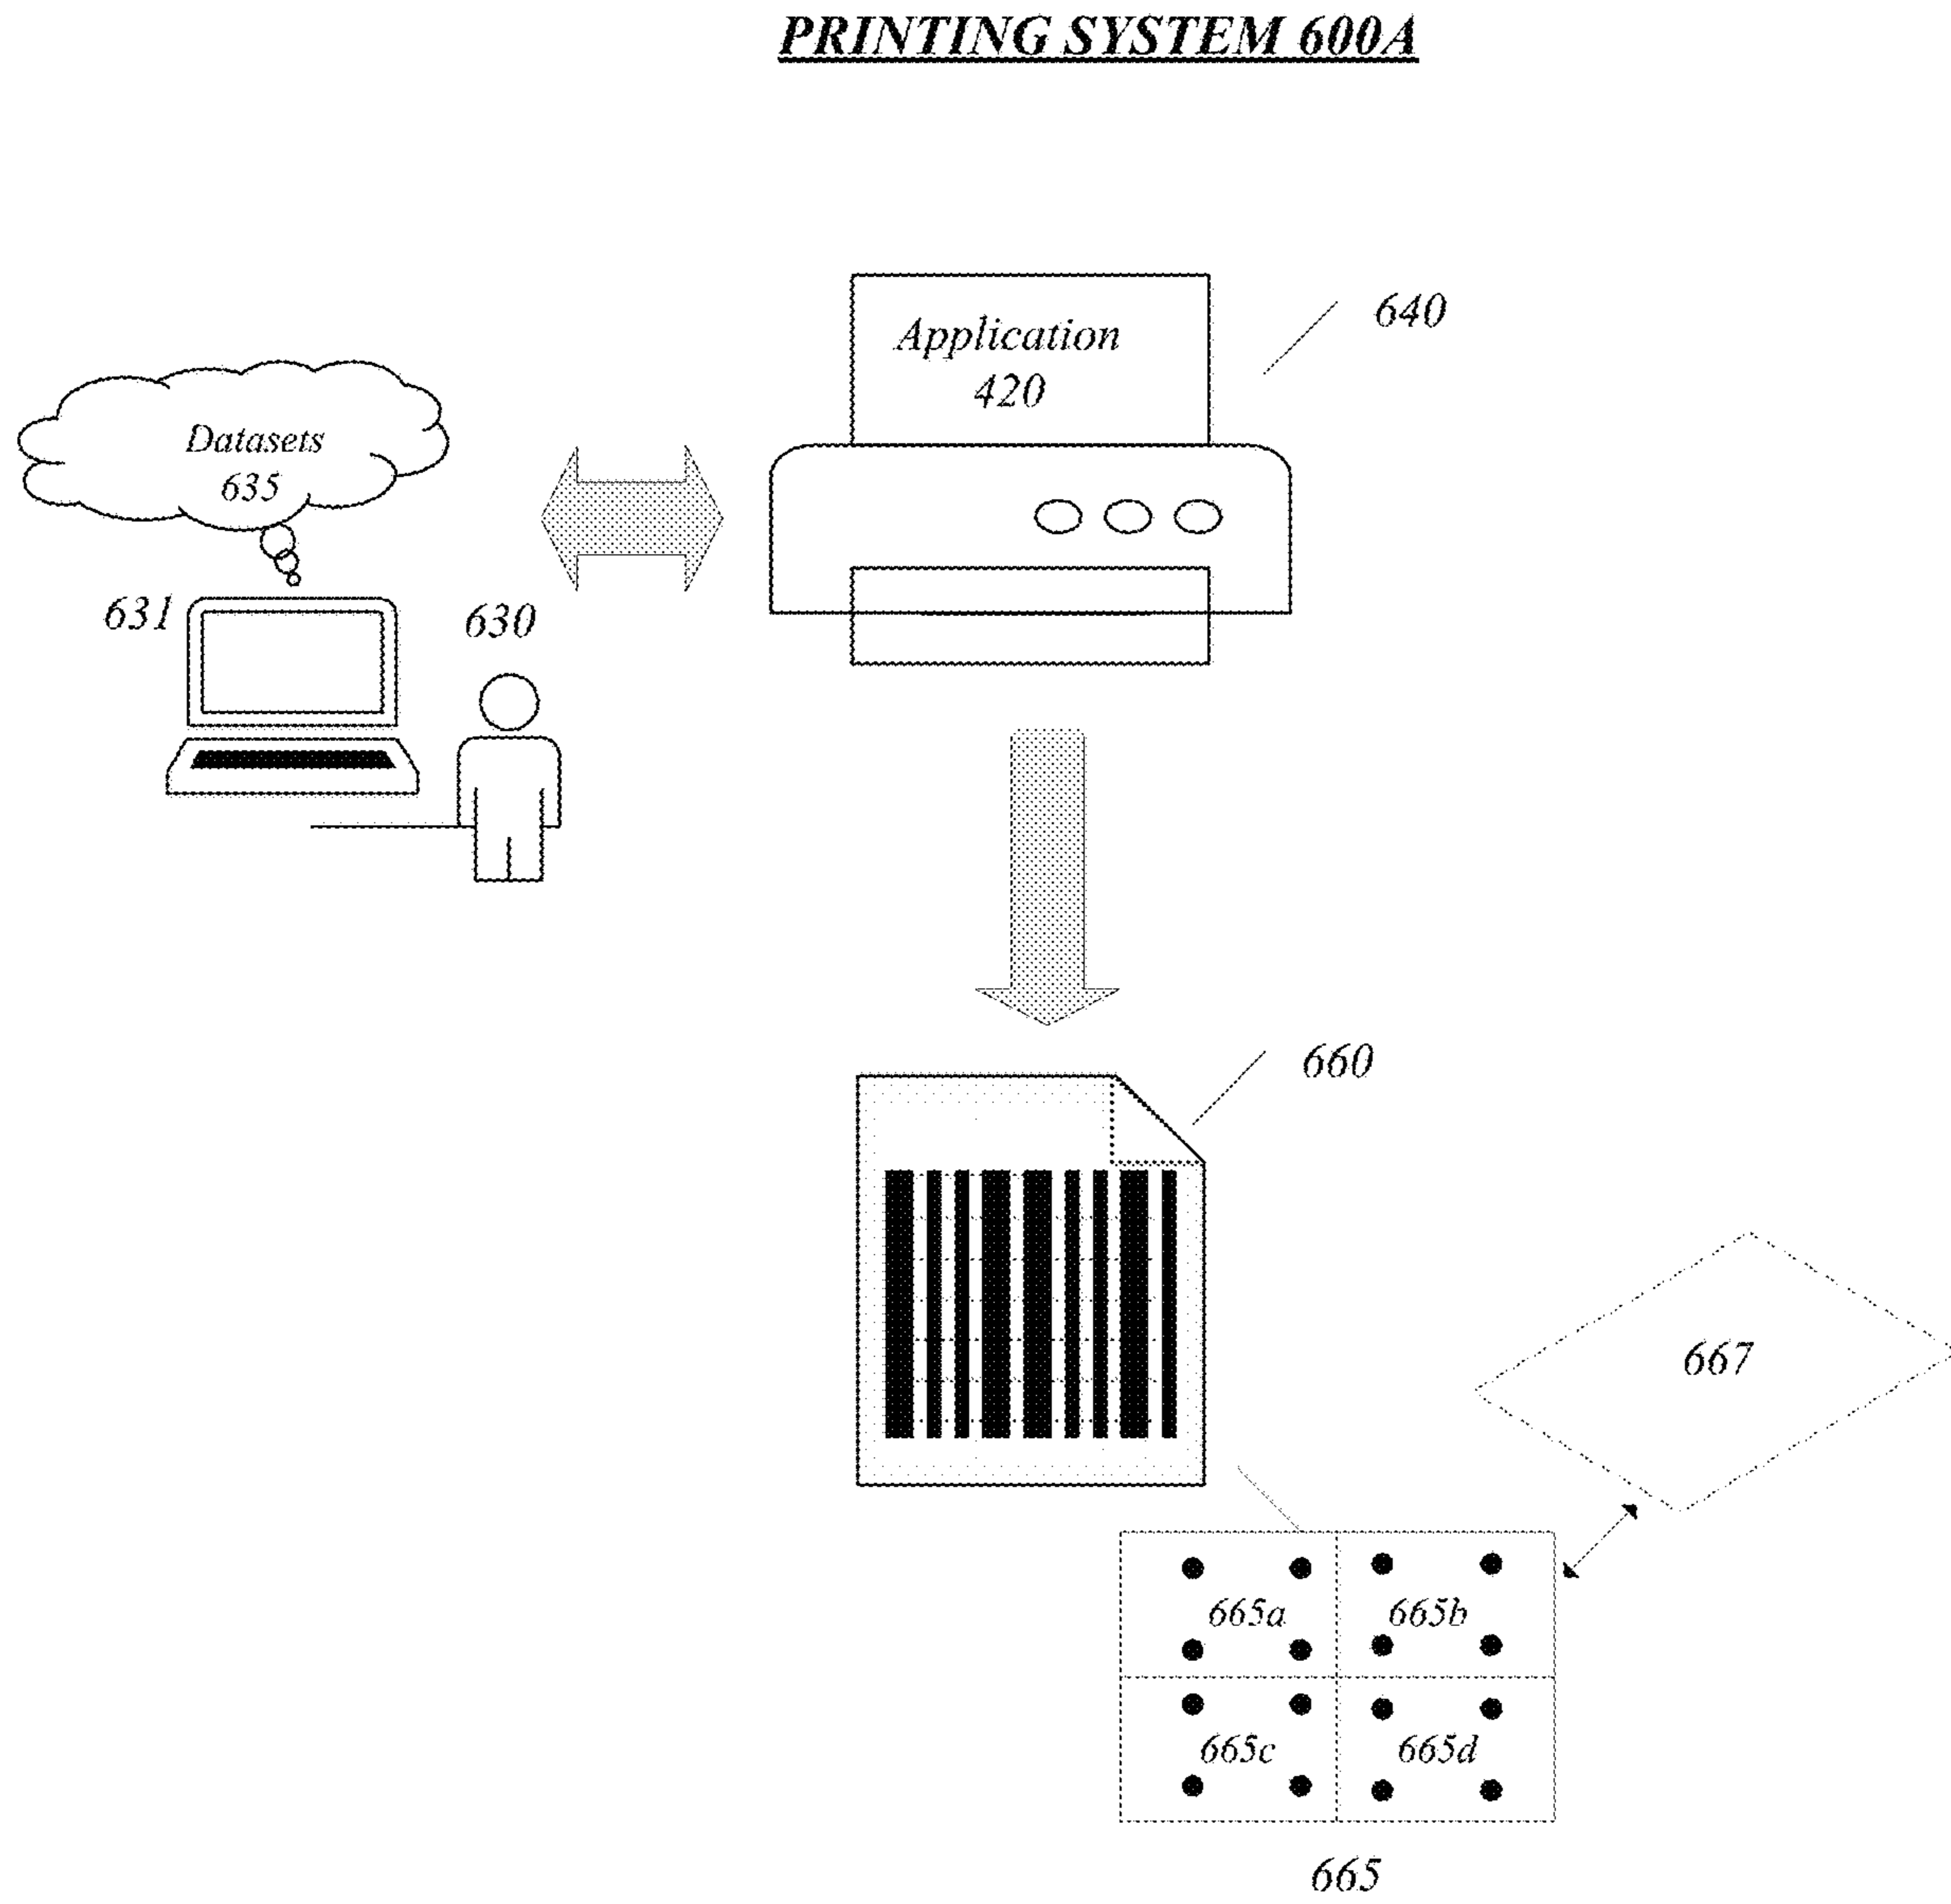 PRINTING SYSTEM 600A
640
Application
420
Datasets
635
631
630
660
667
665a
665b
665c
665d
665